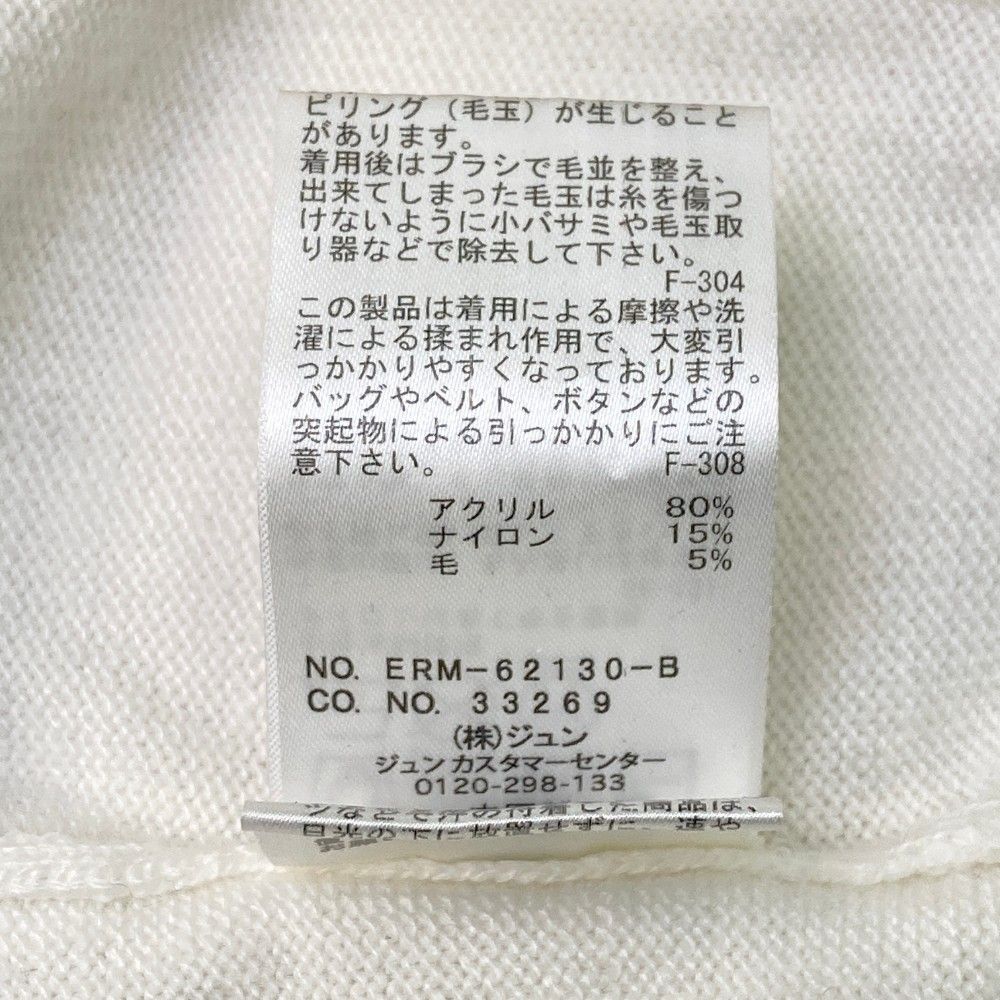 ピリング（毛玉）が生じること
があります。
着用後はブラシで毛並を整え、
出来てしまった毛玉は糸を傷つ
けないように小バサミや毛玉取
り器などで除去して下さい。
F-304
この製品は着用による摩擦や洗
濯による揉まれ作用で、大変引
っかかりやすくなっております。
バッグやベルト、ボタンなどの
突起物による引っかかりにご注
意下さい。 F-308
アクリル 80%
ナイロン 15%
毛 5%
NO. ERM-62130-B
CO. NO. 33269
(株)ジュン
ジュン カスタマーセンター
0120-298-133